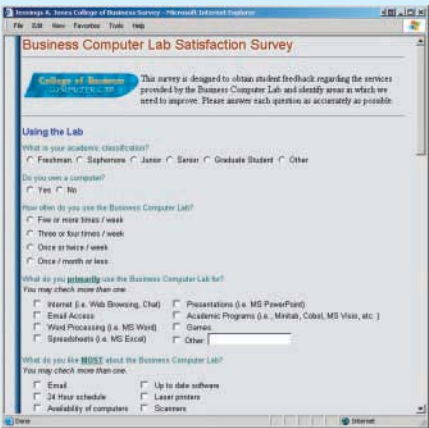 Jennings A. Jones College of Business Survey - Microsoft Internet Explorer
File Edit View Favorites Tools Help
Business Computer Lab Satisfaction Survey
College of Business
COMPUTER LAB
This survey is designed to obtain student feedback regarding the services
provided by the Business Computer Lab and identify areas in which we
need to improve. Please answer each question as accurately as possible.
Using the Lab
What is your academic classification?
Freshman Sophomore Junior Senior Graduate Student Other
Do you own a computer?
Yes No
How often do you use the Business Computer Lab?
Five or more times / week
Three or four times / week
Once or twice / week
Once / month or less
What do you primarily use the Business Computer Lab for?
You may check more than one.
Internet (i.e. Web Browsing, Chat) Presentations (i.e. MS PowerPoint)
Email Access Academic Programs (i.e., Minitab, Cobol, MS Visio, etc. )
Word Processing (i.e. MS Word) Games
Spreadsheets (i.e. MS Excel) Other:
What do you like MOST about the Business Computer Lab?
You may check more than one.
Email Up to date software
24 Hour schedule Laser printers
Availability of computers Scanners
Done Internet